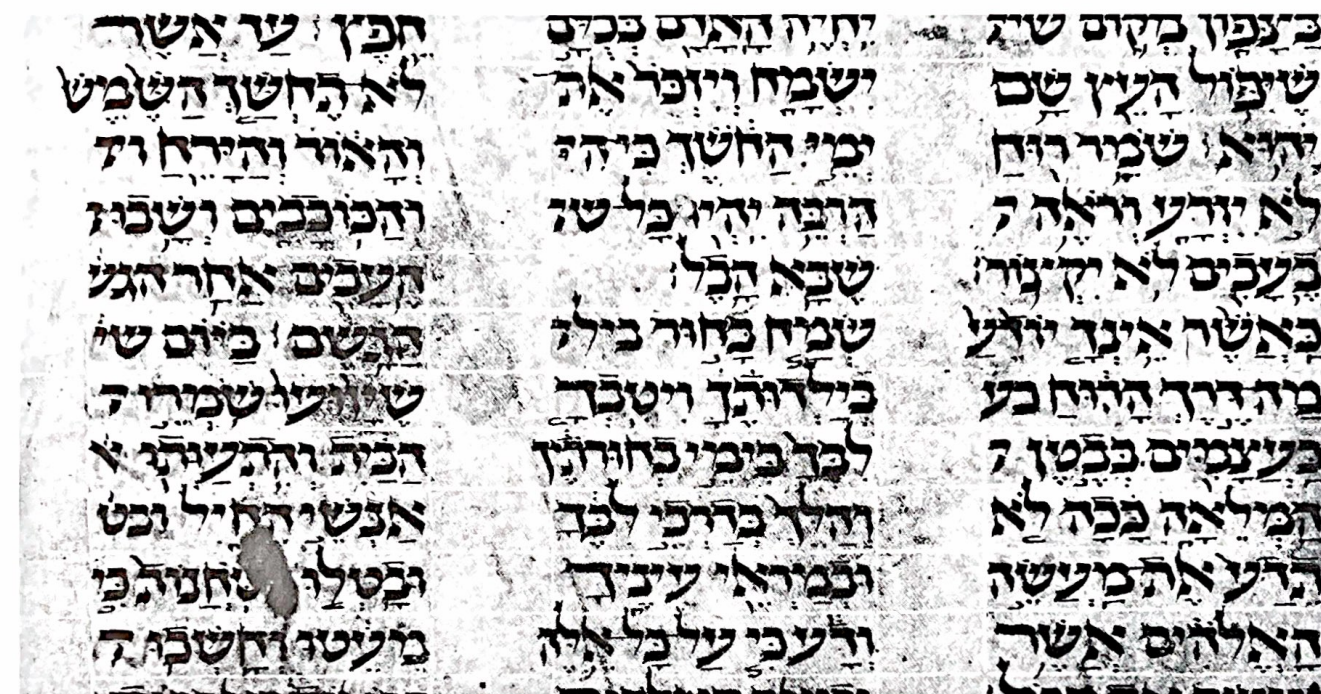 בצפון מקום שי
שיפול העץ שם
יהוא׃ שמר רוח
לא יזרע וראה
בעבים לא יקצור׃
כאשר אינך יודע
מה דרך הרוח כע
כעצמים בבטן ה
המלאה ככה לא
תדע את מעשה
האלהים אשר
יחיה האדם בכלם
ישמח ויזכר את
ימי החשך כי ה
הרבה יהיו כל ש
שבא הבל׃
שמח בחור ביל
בילדותך ויטבך
לבך בימי בחורתיך
והלך בדרכי לבך
ובמראי עיניך
ודע כי על כל אלה
חפץ׃ עד אשר
לא תחשך השמש
והאור והירח ו
והכוכבים ושבו
העבים אחר הגש
הגשם׃ ביום שי
שיזעו שמרי ה
הבית והתעותו א
אנשי החיל ובט
ובטלו הטחנות כי
מעטו וחשכו ה